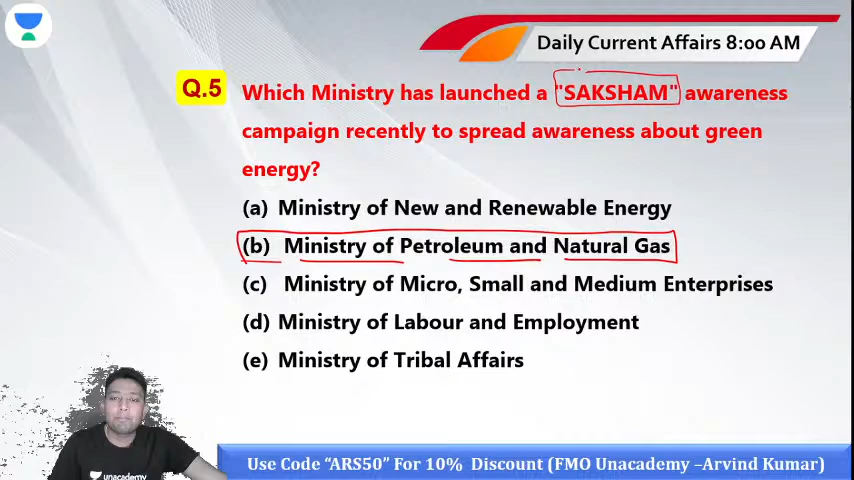 Daily Current Affairs 8:00 AM
Q.5
Which Ministry has launched a "SAKSHAM" awareness
campaign recently to spread awareness about green
energy?
(a) Ministry of New and Renewable Energy
(b) Ministry of Petroleum and Natural Gas
(c) Ministry of Micro, Small and Medium Enterprises
(d) Ministry of Labour and Employment
(e) Ministry of Tribal Affairs
unacademy
Use Code “ARS50” For 10% Discount (FMO Unacademy –Arvind Kumar)